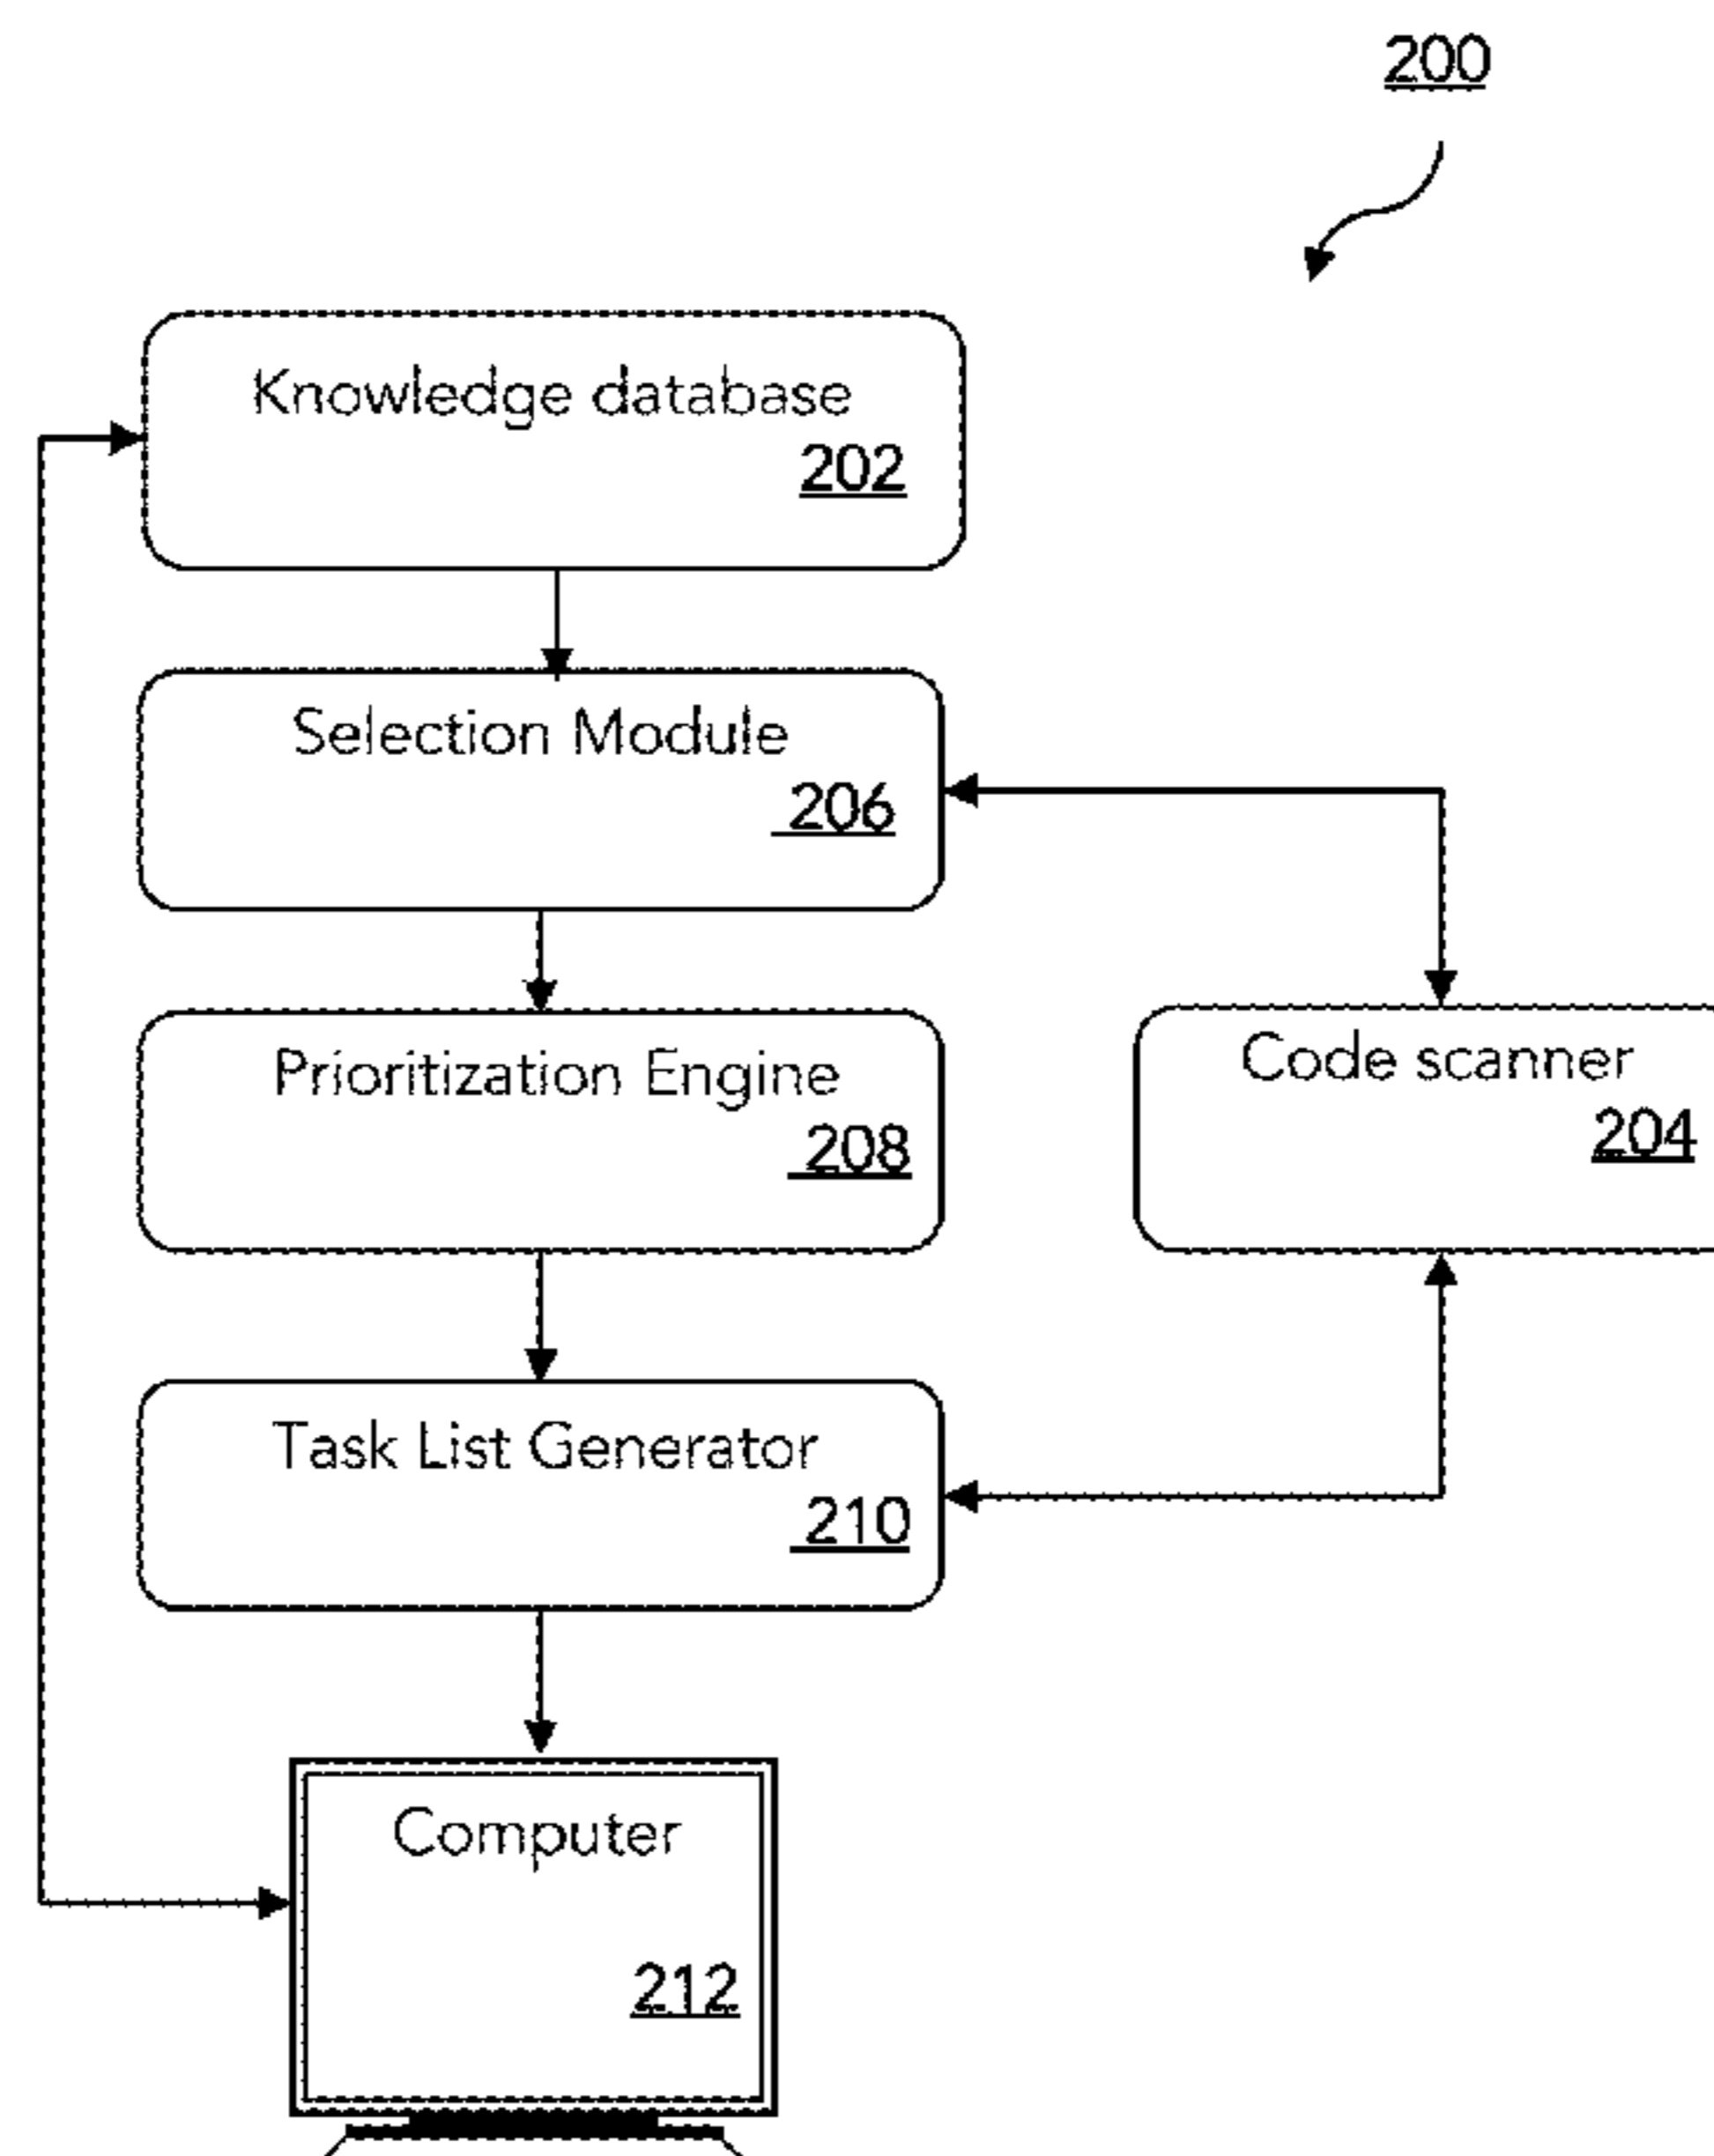 200
Knowledge database
202
Selection Module
206
Prioritization Engine
208
Code scanner
204
Task List Generator
210
Computer
212